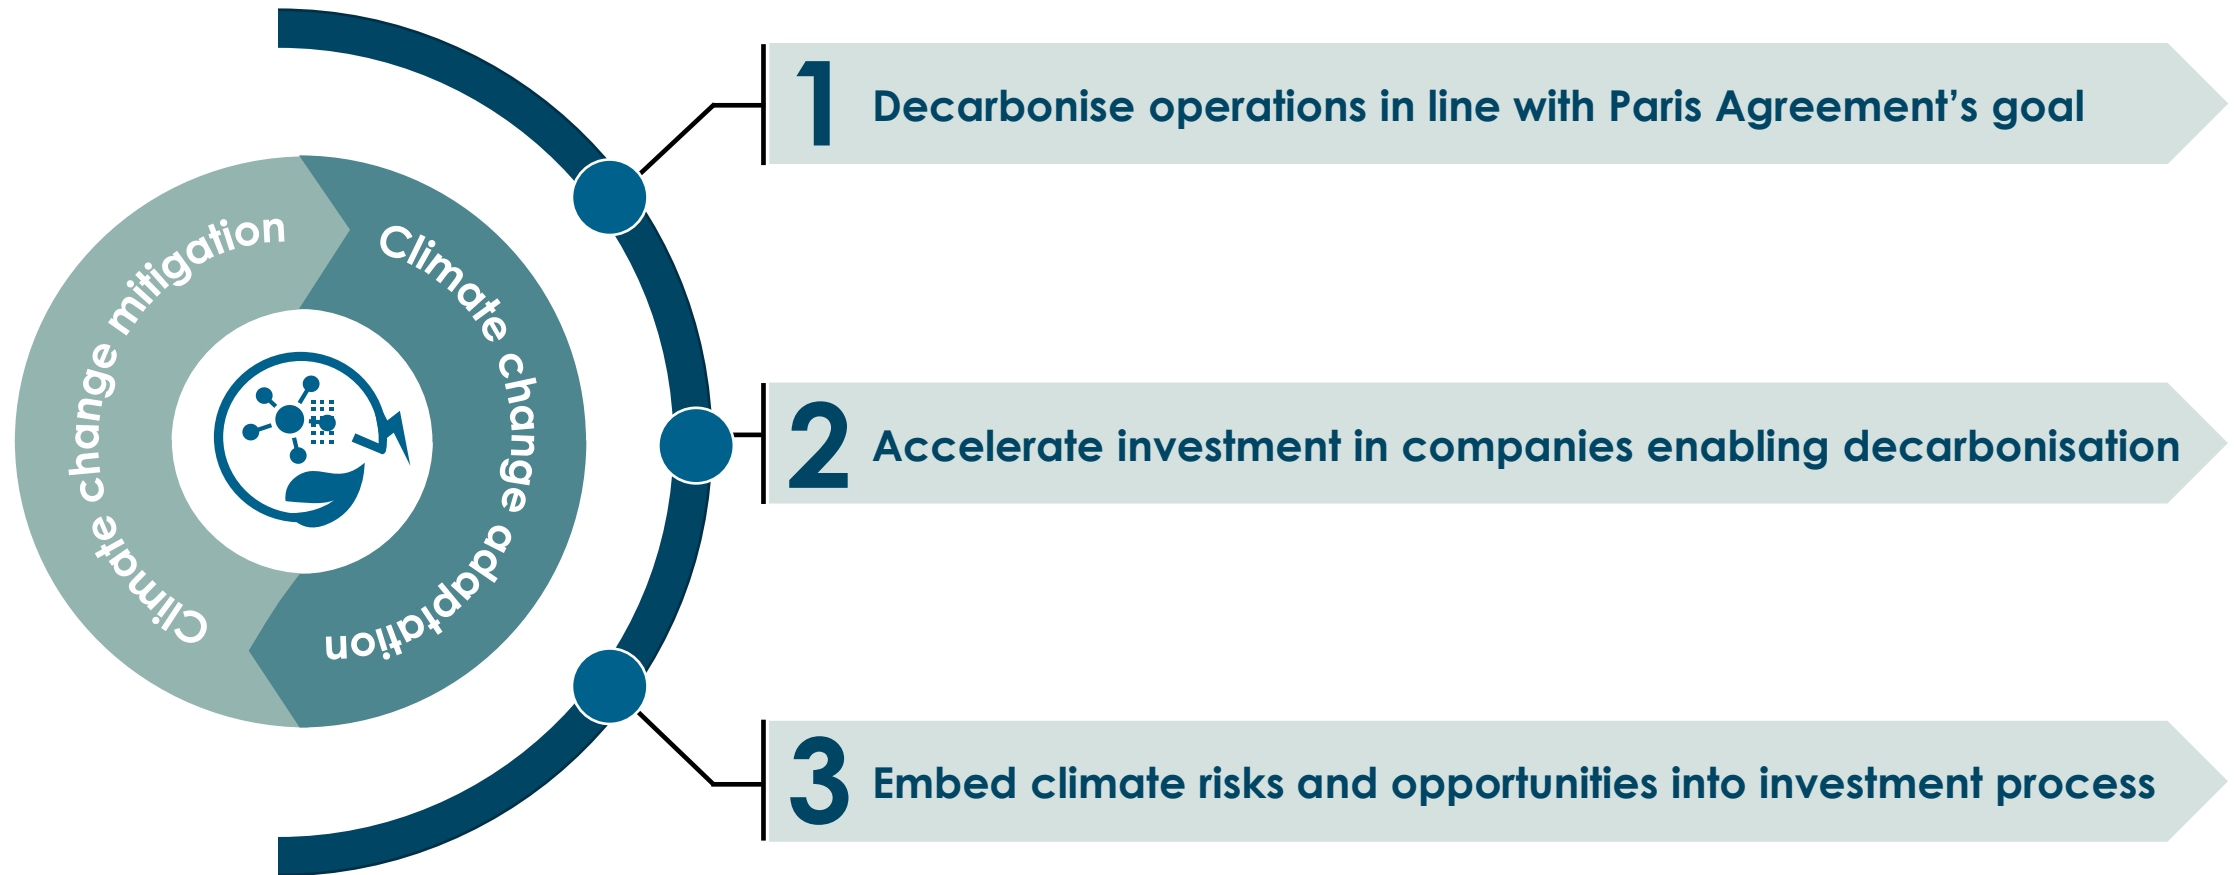 Climate change mitigation
Climate change adaptation
1
Decarbonise operations in line with Paris Agreement’s goal
2
Accelerate investment in companies enabling decarbonisation
3
Embed climate risks and opportunities into investment process